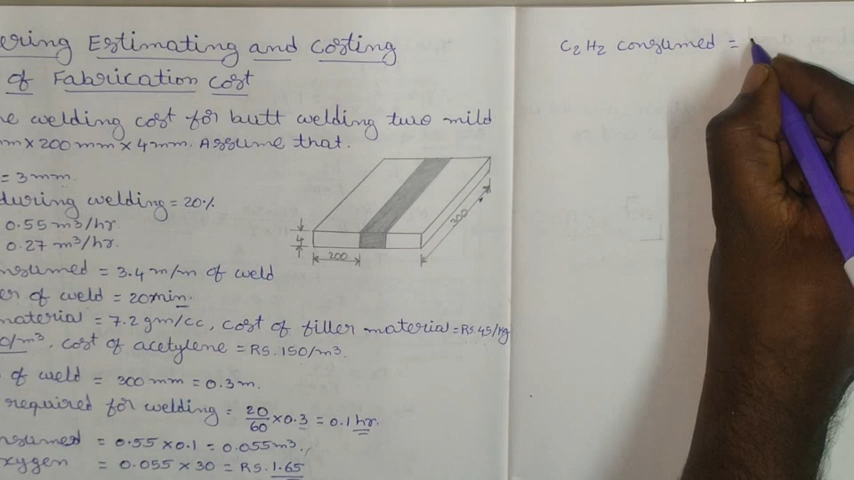 ering Estimating and Costing
of Fabrication cost
e welding cost for butt welding two mild
m x 200 mm x 4 mm. Assume that.
= 3 mm.
during welding = 20%
0.55 m³/hr
0.27 m³/hr.
nsumed = 3.4 m/m of weld
er of weld = 20 min.
material = 7.2 gm/cc, cost of filler material = Rs. 45/kg
0/m³, cost of acetylene = RS. 150/m³.
of weld = 300 mm = 0.3 m.
required for welding = 20/60 x 0.3 = 0.1 hr.
nsumed = 0.55 x 0.1 = 0.055 m³.,
xygen = 0.055 x 30 = RS. 1.65
4
200
300
C₂H₂ consumed =